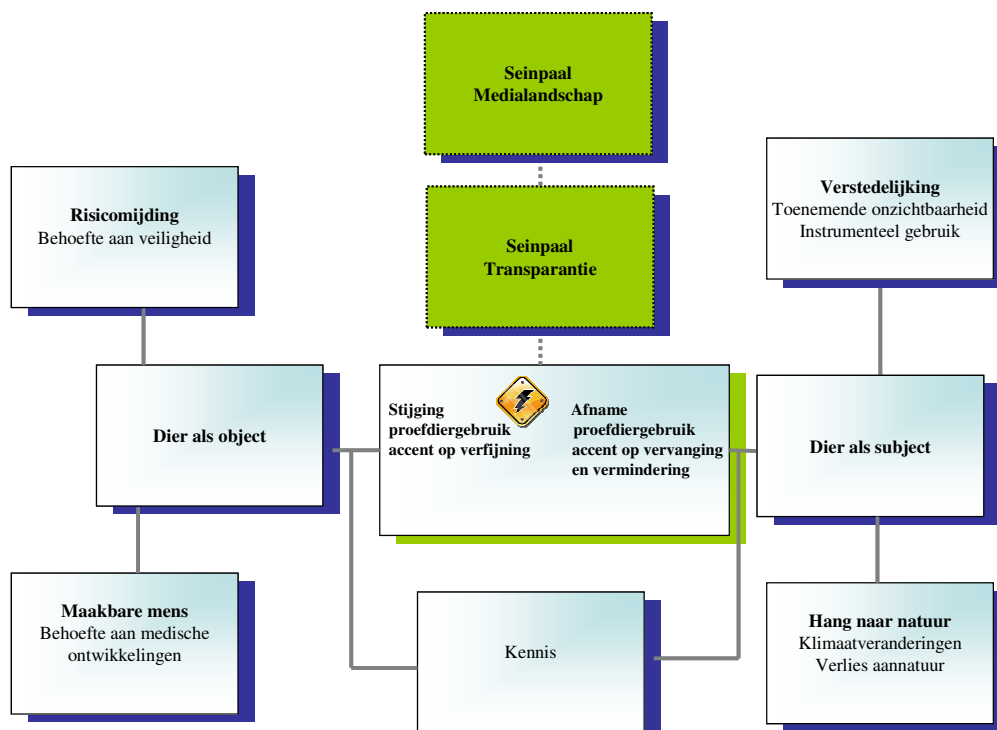 Seinpaal
Medialandschap
Risicomijding
Behoefte aan veiligheid
Seinpaal
Transparantie
Verstedelijking
Toenemende onzichtbaarheid
Instrumenteel gebruik
Dier als object
Stijging
proefdiergebruik
accent op verfijning
Afname
proefdiergebruik
accent op vervanging
en vermindering
Dier als subject
Maakbare mens
Behoefte aan medische
ontwikkelingen
Kennis
Hang naar natuur
Klimaatveranderingen
Verlies aannatuur